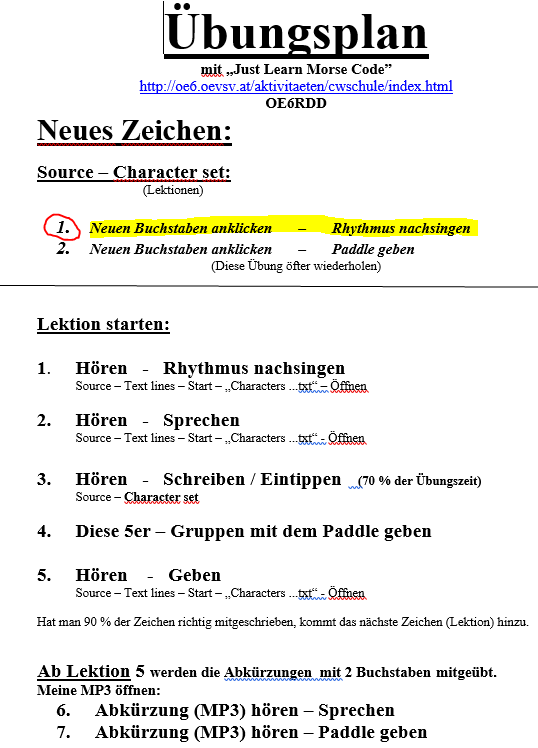 Übungsplan
mit „Just Learn Morse Code”
http://oe6.oevsv.at/aktivitaeten/cwschule/index.html
OE6RDD
Neues Zeichen:
Source – Character set:
(Lektionen)
1. Neuen Buchstaben anklicken – Rhythmus nachsingen
2. Neuen Buchstaben anklicken – Paddle geben
(Diese Übung öfter wiederholen)
Lektion starten:
1. Hören - Rhythmus nachsingen
Source – Text lines – Start – „Characters ...txt“ – Öffnen
2. Hören - Sprechen
Source – Text lines – Start – „Characters ...txt“ - Öffnen
3. Hören - Schreiben / Eintippen (70 % der Übungszeit)
Source – Character set
4. Diese 5er – Gruppen mit dem Paddle geben
5. Hören - Geben
Source – Text lines – Start – „Characters ...txt“ - Öffnen
Hat man 90 % der Zeichen richtig mitgeschrieben, kommt das nächste Zeichen (Lektion) hinzu.
Ab Lektion 5 werden die Abkürzungen mit 2 Buchstaben mitgeübt.
Meine MP3 öffnen:
6. Abkürzung (MP3) hören – Sprechen
7. Abkürzung (MP3) hören – Paddle geben